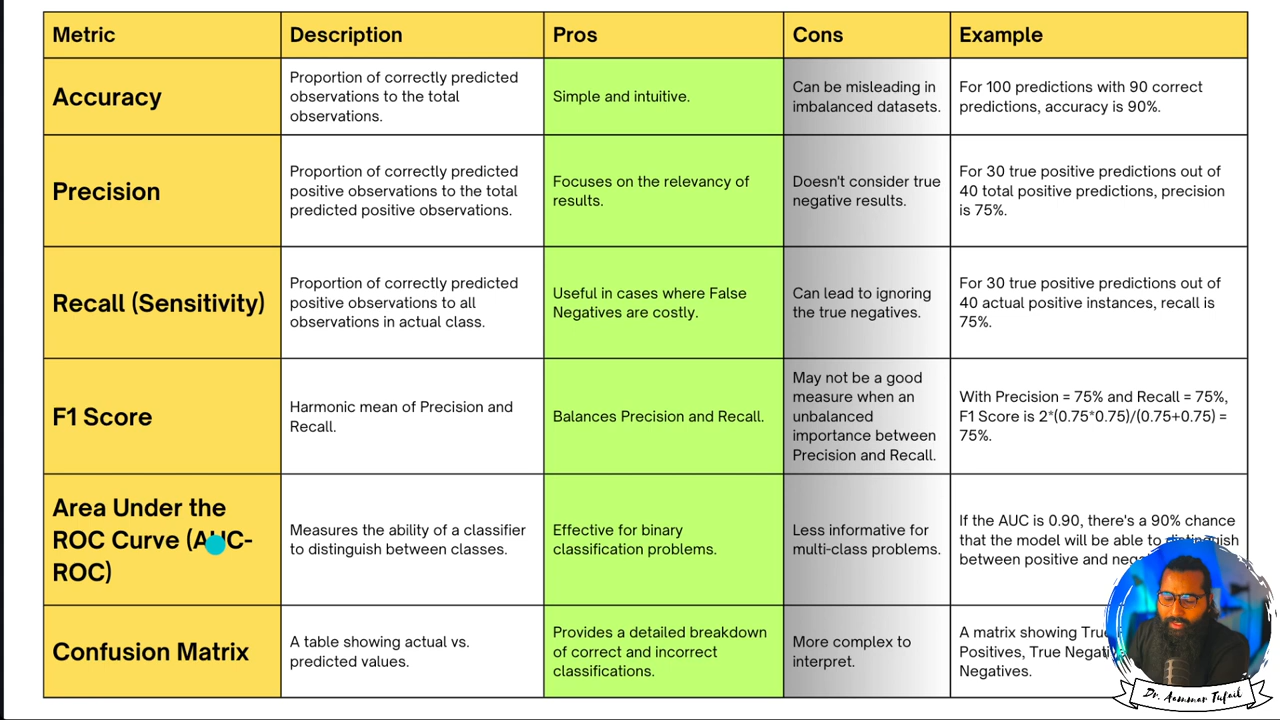 Metric
Description
Pros
Cons
Example
Accuracy
Proportion of correctly predicted
observations to the total
observations.
Simple and intuitive.
Can be misleading in
imbalanced datasets.
For 100 predictions with 90 correct
predictions, accuracy is 90%.
Precision
Proportion of correctly predicted
positive observations to the total
predicted positive observations.
Focuses on the relevancy of
results.
Doesn't consider true
negative results.
For 30 true positive predictions out of
40 total positive predictions, precision
is 75%.
Recall (Sensitivity)
Proportion of correctly predicted
positive observations to all
observations in actual class.
Useful in cases where False
Negatives are costly.
Can lead to ignoring
the true negatives.
For 30 true positive predictions out of
40 actual positive instances, recall is
75%.
F1 Score
Harmonic mean of Precision and
Recall.
Balances Precision and Recall.
May not be a good
measure when an
unbalanced
importance between
Precision and Recall.
With Precision = 75% and Recall = 75%,
F1 Score is 2*(0.75*0.75)/(0.75+0.75) =
75%.
Area Under the
ROC Curve (AUC-
ROC)
Measures the ability of a classifier
to distinguish between classes.
Effective for binary
classification problems.
Less informative for
multi-class problems.
If the AUC is 0.90, there's a 90% chance
that the model will be able to distinguish
between positive and
Confusion Matrix
A table showing actual vs.
predicted values.
Provides a detailed breakdown
of correct and incorrect
classifications.
More complex to
interpret.
A matrix showing
Positives, True
Negatives.
Dr. Aammar Tufail